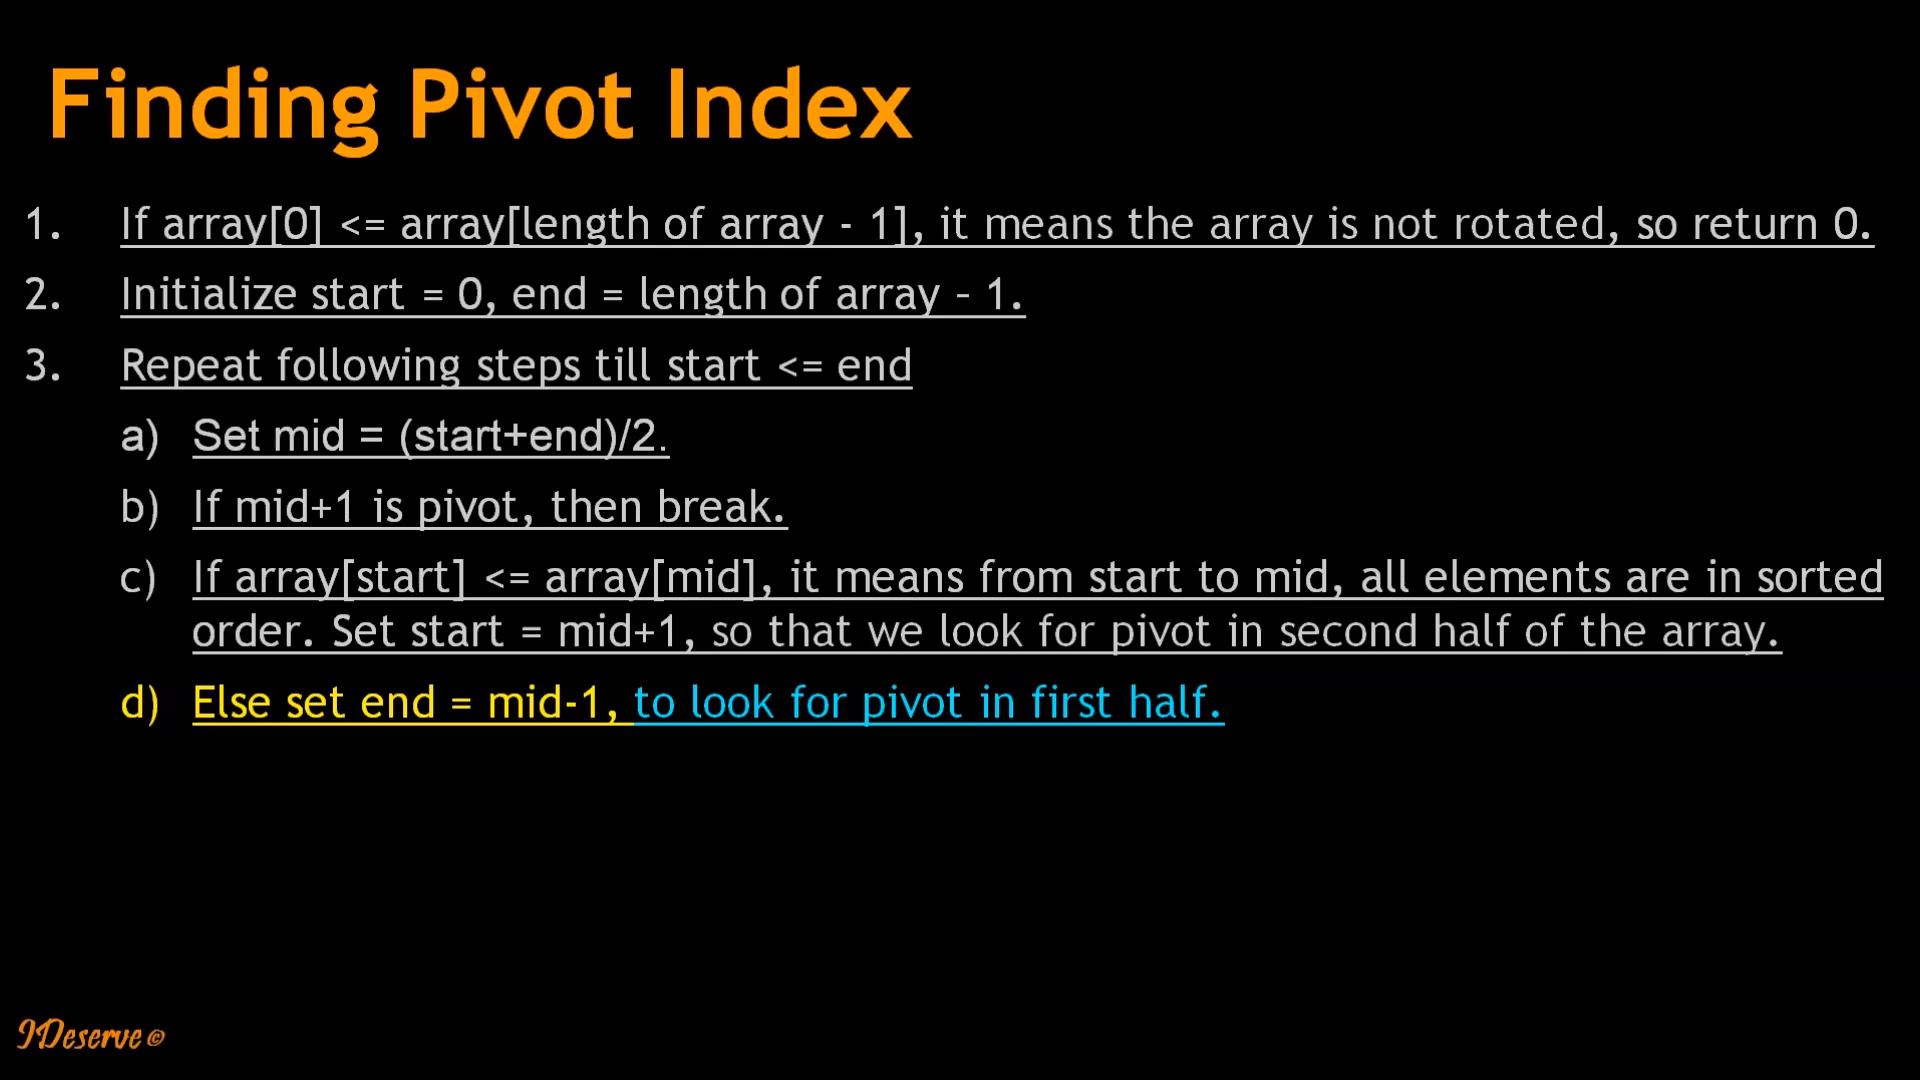 Finding Pivot Index
1. If array[0] <= array[length of array - 1], it means the array is not rotated, so return 0.
2. Initialize start = 0, end = length of array – 1.
3. Repeat following steps till start <= end
a) Set mid = (start+end)/2.
b) If mid+1 is pivot, then break.
c) If array[start] <= array[mid], it means from start to mid, all elements are in sorted
order. Set start = mid+1, so that we look for pivot in second half of the array.
d) Else set end = mid-1, to look for pivot in first half.
IDeserve ©